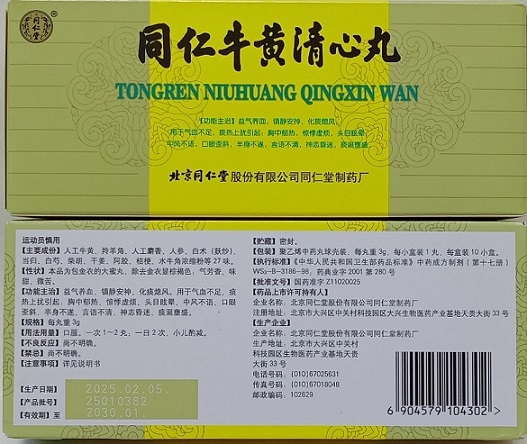 同仁堂
同仁牛黄清心丸
TONGREN NIUHUANG QINGXIN WAN
【功能主治】益气养血，镇静安神，化痰熄风。
用于气血不足，痰热上扰引起：胸中郁热，惊悸虚烦，头目眩晕，
中风不语，口眼歪斜，半身不遂，言语不清，神志昏迷，痰涎壅盛。
北京同仁堂股份有限公司同仁堂制药厂
运动员慎用
【主要成份】人工牛黄、羚羊角、人工麝香、人参、白术（麸炒）、
当归、白芍、柴胡、干姜、阿胶、桔梗、水牛角浓缩粉等27味。
【性状】本品为包金衣的大蜜丸，除去金衣显棕褐色；气芳香，味
甜、微苦。
【功能主治】益气养血，镇静安神，化痰熄风。用于气血不足，痰
热上扰引起：胸中郁热，惊悸虚烦，头目眩晕，中风不语，口眼
歪斜，半身不遂，言语不清，神志昏迷，痰涎壅盛。
【规格】每丸重3g
【用法用量】口服。一次1～2丸，一日2次，小儿酌减。
【不良反应】尚不明确。
【禁忌】尚不明确。
【注意事项】详见说明书
【生产日期】 2025.02.05.
【产品批号】 25010382
【有效期】至 2030.01.
【贮藏】密封。
【包装】聚乙烯中药丸球壳装，每丸重3g，每小盒装1丸，每盒装10小盒。
【执行标准】《中华人民共和国卫生部药品标准》中药成方制剂（第十七册）
WS₃-B-3186-98，药典业字2001第280号
【批准文号】国药准字Z11020025
【药品上市许可持有人】
企业名称：北京同仁堂股份有限公司同仁堂制药厂
注册地址：北京市大兴区中关村科技园区大兴生物医药产业基地天贵大街33号
【生产企业】
企业名称：北京同仁堂股份有限公司同仁堂制药厂
生产地址：北京市大兴区中关村
科技园区生物医药产业基地天贵
大街33号
电话号码：(010)67025631
传真号码：(010)67018048
邮政编码：102629
6 904579 104302 >